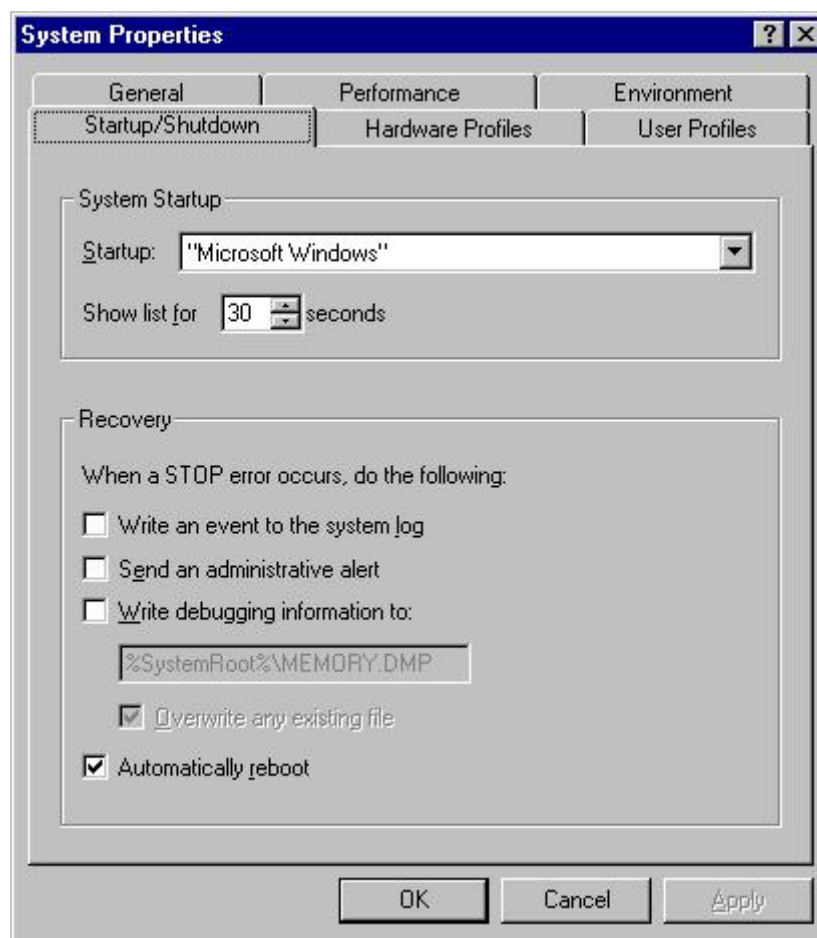 System Properties
General Performance Environment
Startup/Shutdown Hardware Profiles User Profiles
System Startup
Startup: "Microsoft Windows"
Show list for 30 seconds
Recovery
When a STOP error occurs, do the following:
Write an event to the system log
Send an administrative alert
Write debugging information to:
%SystemRoot%\MEMORY.DMP
Overwrite any existing file
Automatically reboot
OK Cancel Apply